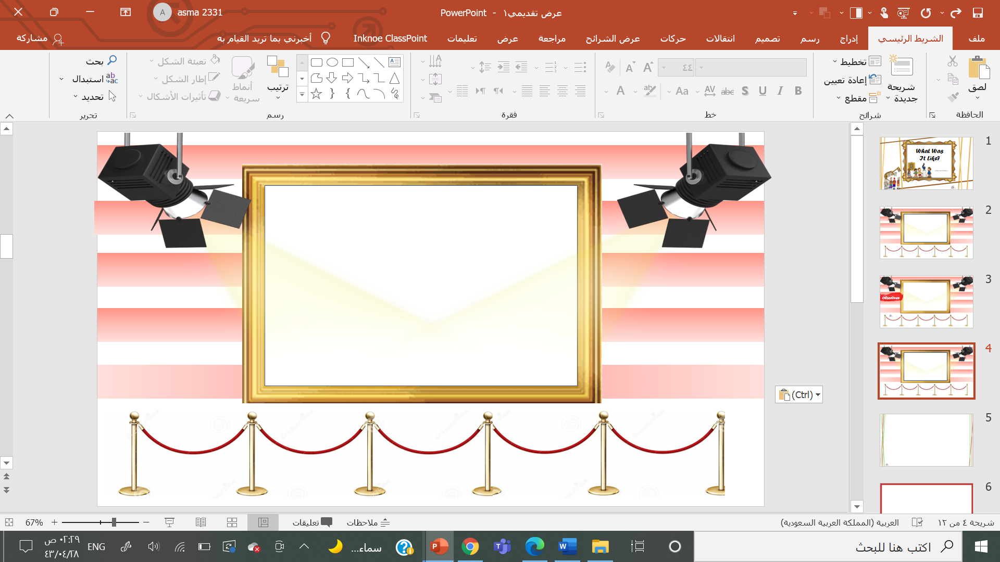 عرض تقديمي١ - PowerPoint
asma 2331
A
ملف
الشريط الرئيسي
إدراج
رسم
تصميم
انتقالات
حركات
عرض الشرائح
مراجعة
عرض
تعليمات
Inknoe ClassPoint
أخبرني بما تريد القيام به
مشاركة
لصق
الحافظة
شريحة
جديدة
تخطيط
إعادة تعيين
مقطع
شرائح
٤٤
B I U S abc AV Aa A
خط
فقرة
ترتيب
أنماط
سريعة
تعبئة الشكل
إطار الشكل
تأثيرات الأشكال
رسم
بحث
استبدال
تحديد
تحرير
1
What Was
It Like?
2
3
Objectives
4
5
6
(Ctrl)
شريحة ٤ من ١٢
العربية (المملكة العربية السعودية)
ملاحظات
تعليقات
67%
اكتب هنا للبحث
سماء...
ENG
٠٢:٢٩ ص
٤٣/٠٤/٢٨